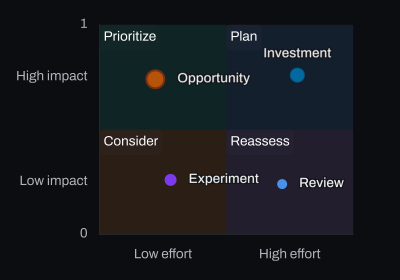 1
Prioritize
Plan
Investment
High impact
Opportunity
Consider
Reassess
Low impact
Experiment
Review
0
Low effort
High effort